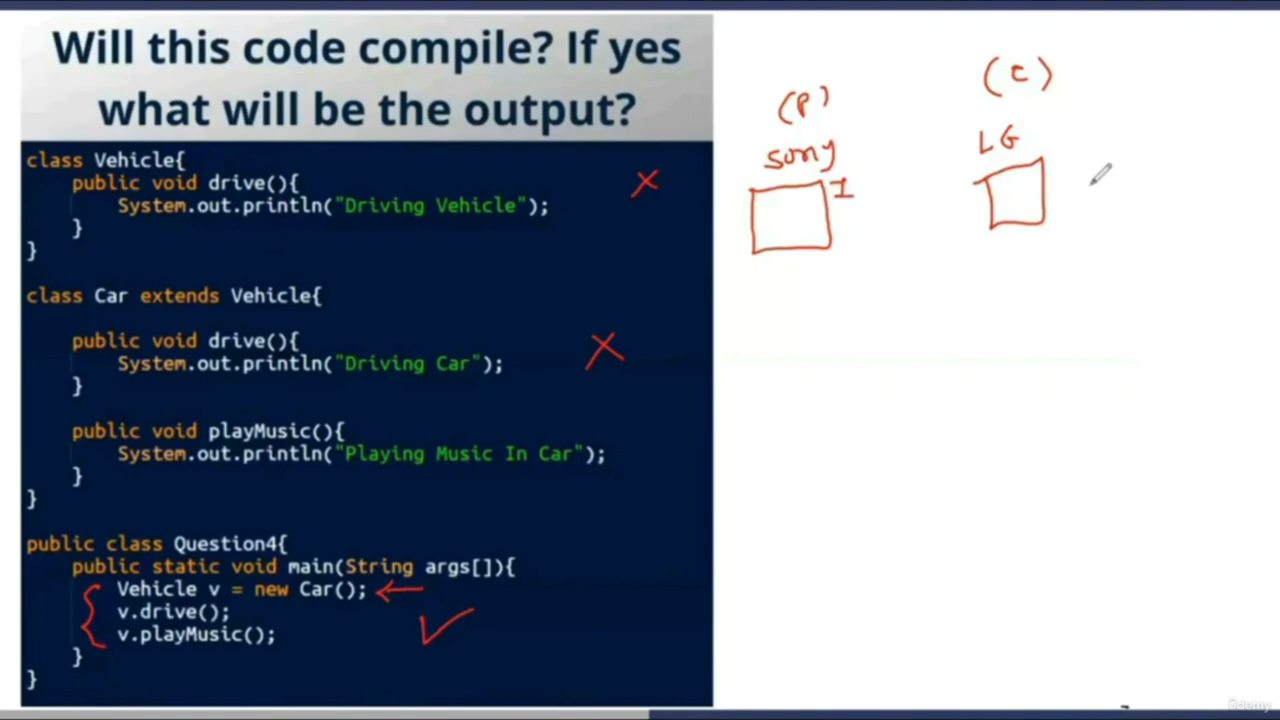 Will this code compile? If yes
what will be the output?
class Vehicle{
public void drive(){
System.out.println("Driving Vehicle");
}
}
class Car extends Vehicle{
public void drive(){
System.out.println("Driving Car");
}
public void playMusic(){
System.out.println("Playing Music In Car");
}
}
public class Question4{
public static void main(String args[]){
Vehicle v = new Car();
v.drive();
v.playMusic();
}
}
(P)
Sony
I
(C)
LG
ûdemy